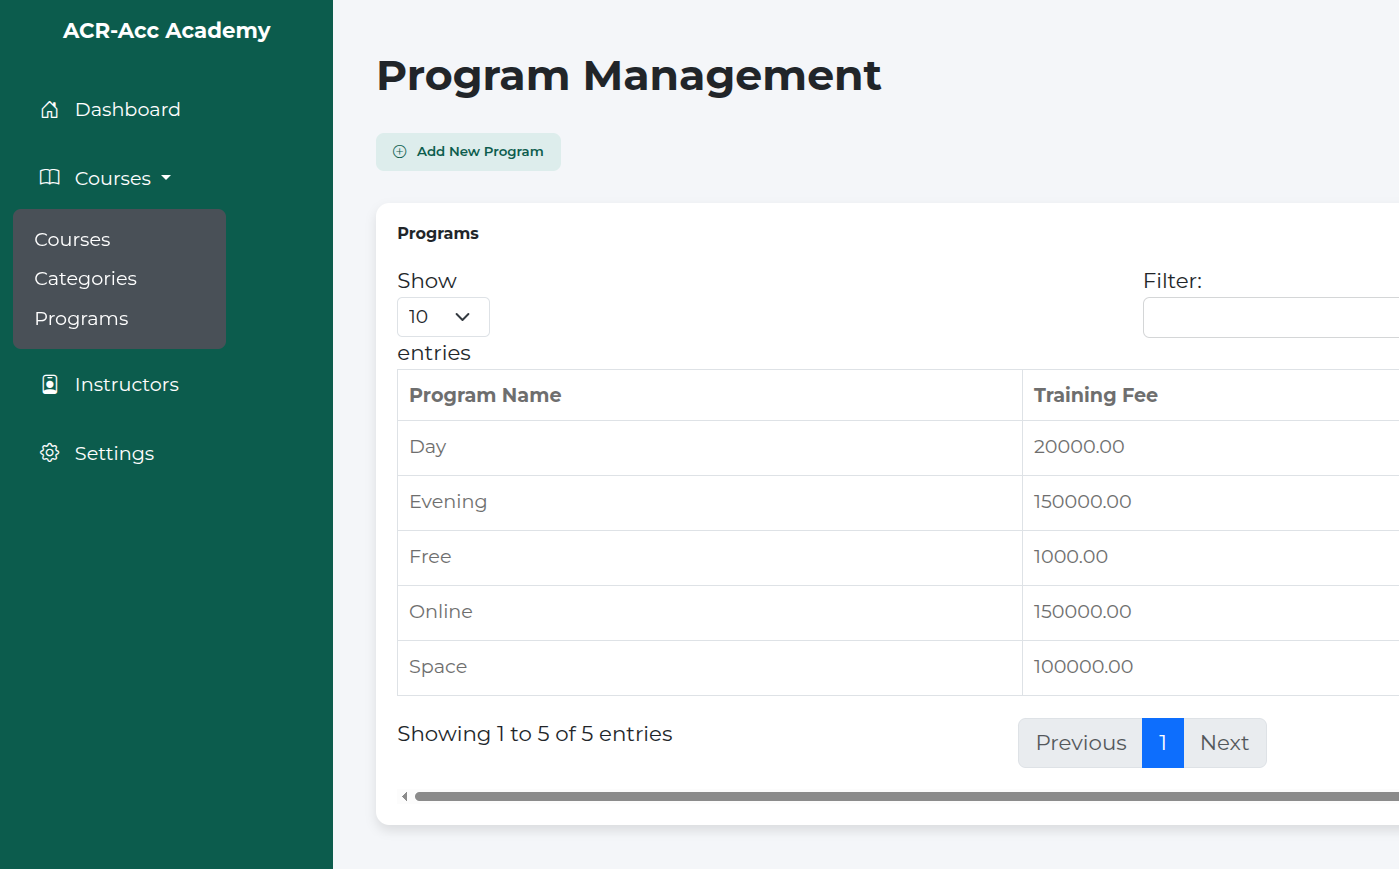 ACR-Acc Academy
Dashboard
Courses
Courses
Categories
Programs
Instructors
Settings
Program Management
Add New Program
Programs
Show
10
entries
Filter:
Program Name Training Fee
Day 20000.00
Evening 150000.00
Free 1000.00
Online 150000.00
Space 100000.00
Showing 1 to 5 of 5 entries
Previous 1 Next